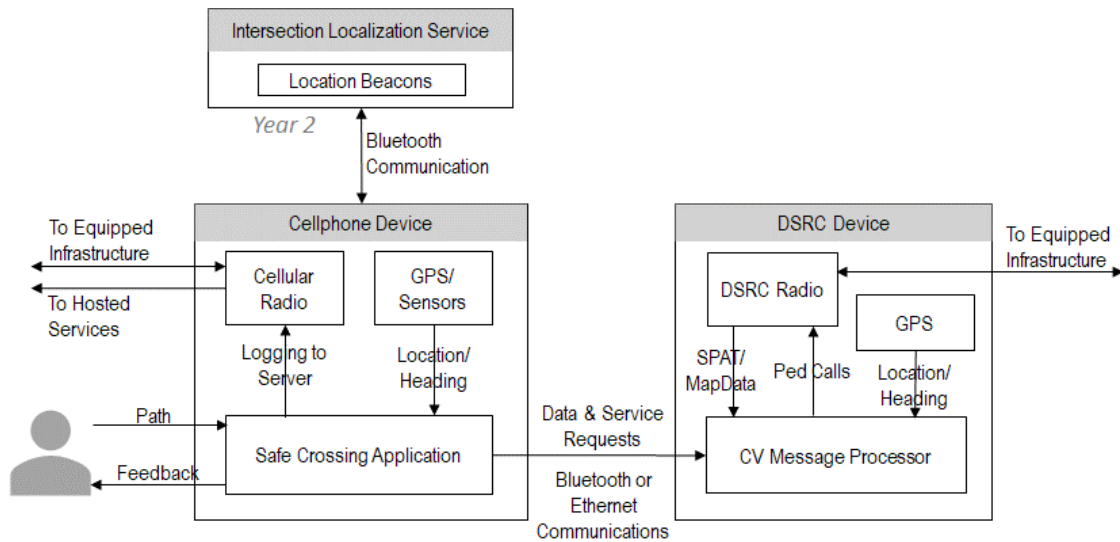 Intersection Localization Service
Location Beacons
Year 2
Bluetooth
Communication
Cellphone Device
DSRC Device
To Equipped
Infrastructure
To Hosted
Services
Cellular
Radio
GPS/
Sensors
DSRC Radio
GPS
To Equipped
Infrastructure
Logging to
Server
Location/
Heading
SPAT/
MapData
Ped Calls
Location/
Heading
Path
Feedback
Safe Crossing Application
Data & Service
Requests
Bluetooth or
Ethernet
Communications
CV Message Processor